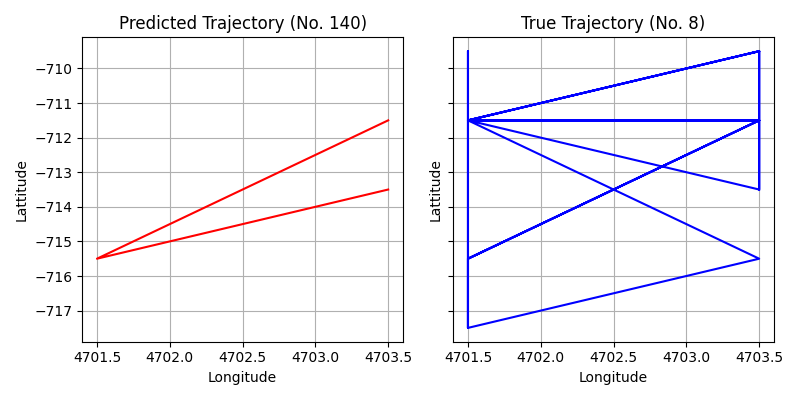 Predicted Trajectory (No. 140)
True Trajectory (No. 8)
Lattitude
−710
−711
−712
−713
−714
−715
−716
−717
4701.5 4702.0 4702.5 4703.0 4703.5
Longitude
Lattitude
4701.5 4702.0 4702.5 4703.0 4703.5
Longitude